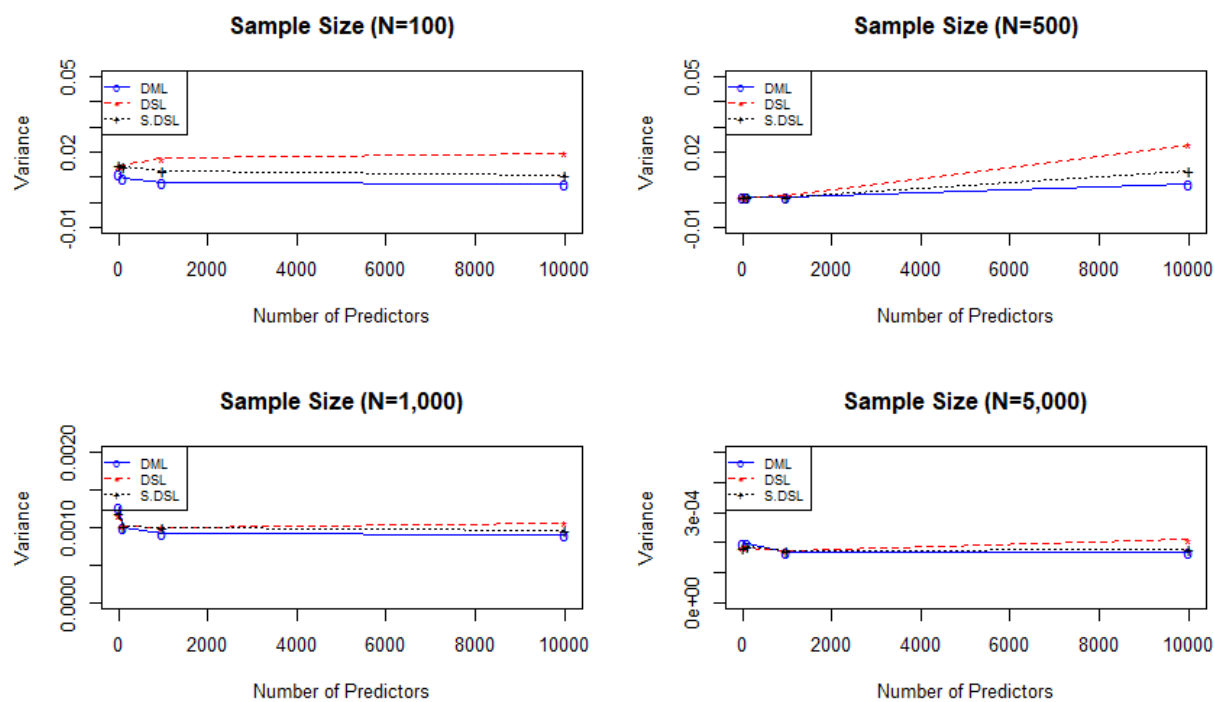 Sample Size (N=100)
Variance
0.05
0.02
-0.01
DML
DSL
S.DSL
0 2000 4000 6000 8000 10000
Number of Predictors
Sample Size (N=500)
Variance
0.05
0.02
-0.01
DML
DSL
S.DSL
0 2000 4000 6000 8000 10000
Number of Predictors
Sample Size (N=1,000)
Variance
0.0020
0.0010
0.0000
DML
DSL
S.DSL
0 2000 4000 6000 8000 10000
Number of Predictors
Sample Size (N=5,000)
Variance
3e-04
0e+00
DML
DSL
S.DSL
0 2000 4000 6000 8000 10000
Number of Predictors